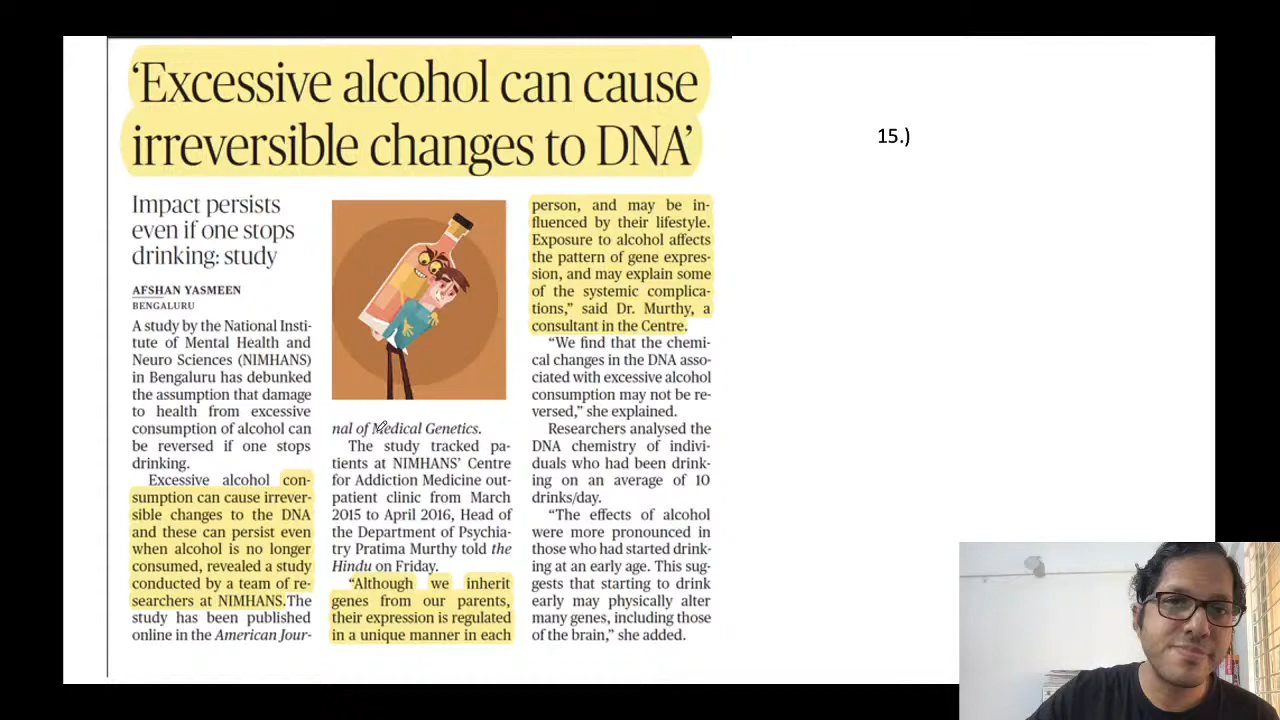 ‘Excessive alcohol can cause
irreversible changes to DNA’
Impact persists
even if one stops
drinking: study
AFSHAN YASMEEN
BENGALURU
A study by the National Insti-
tute of Mental Health and
Neuro Sciences (NIMHANS)
in Bengaluru has debunked
the assumption that damage
to health from excessive
consumption of alcohol can
be reversed if one stops
drinking.
Excessive alcohol con-
sumption can cause irrever-
sible changes to the DNA
and these can persist even
when alcohol is no longer
consumed, revealed a study
conducted by a team of re-
searchers at NIMHANS.The
study has been published
online in the American Jour-
nal of Medical Genetics.
The study tracked pa-
tients at NIMHANS’ Centre
for Addiction Medicine out-
patient clinic from March
2015 to April 2016, Head of
the Department of Psychia-
try Pratima Murthy told the
Hindu on Friday.
“Although we inherit
genes from our parents,
their expression is regulated
in a unique manner in each
person, and may be in-
fluenced by their lifestyle.
Exposure to alcohol affects
the pattern of gene expres-
sion, and may explain some
of the systemic complica-
tions,” said Dr. Murthy, a
consultant in the Centre.
“We find that the chemi-
cal changes in the DNA asso-
ciated with excessive alcohol
consumption may not be re-
versed,” she explained.
Researchers analysed the
DNA chemistry of indivi-
duals who had been drink-
ing on an average of 10
drinks/day.
“The effects of alcohol
were more pronounced in
those who had started drink-
ing at an early age. This sug-
gests that starting to drink
early may physically alter
many genes, including those
of the brain,” she added.
15.)